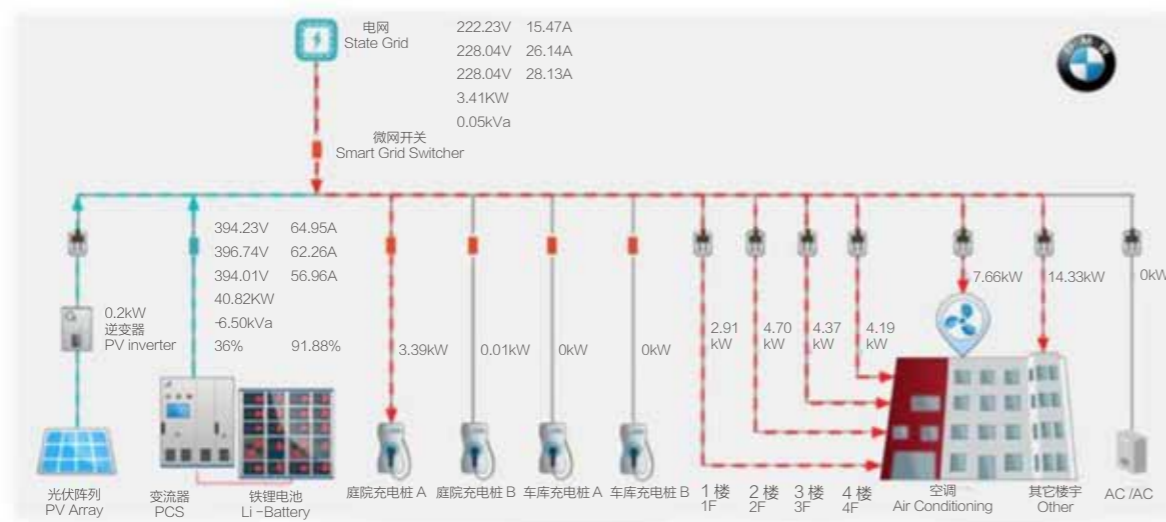 电网
State Grid
222.23V 15.47A
228.04V 26.14A
228.04V 28.13A
3.41KW
0.05kVa
BMW
微网开关
Smart Grid Switcher
394.23V 64.95A
396.74V 62.26A
394.01V 56.96A
40.82KW
-6.50kVa
36% 91.88%
0.2kW
逆变器
PV inverter
3.39kW
0.01kW
0kW
0kW
2.91
kW
4.70
kW
4.37
kW
4.19
kW
7.66kW
14.33kW
0kW
光伏阵列
PV Array
变流器
PCS
铁锂电池
Li-Battery
庭院充电桩 A
庭院充电桩 B
车库充电桩 A
车库充电桩 B
1 楼
1F
2 楼
2F
3 楼
3F
4 楼
4F
空调
Air Conditioning
其它楼宇
Other
AC /AC